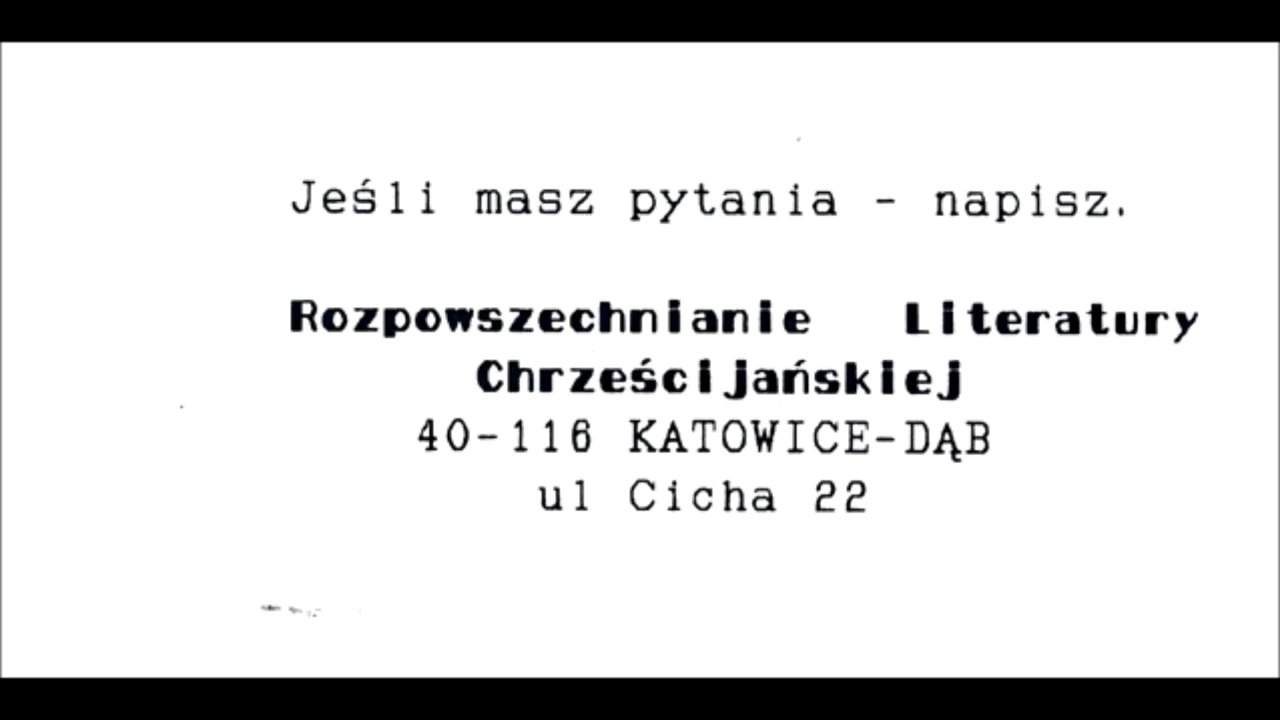 Jeśli masz pytania - napisz.
Rozpowszechnianie Literatury
Chrześcijańskiej
40-116 KATOWICE-DĄB
ul Cicha 22